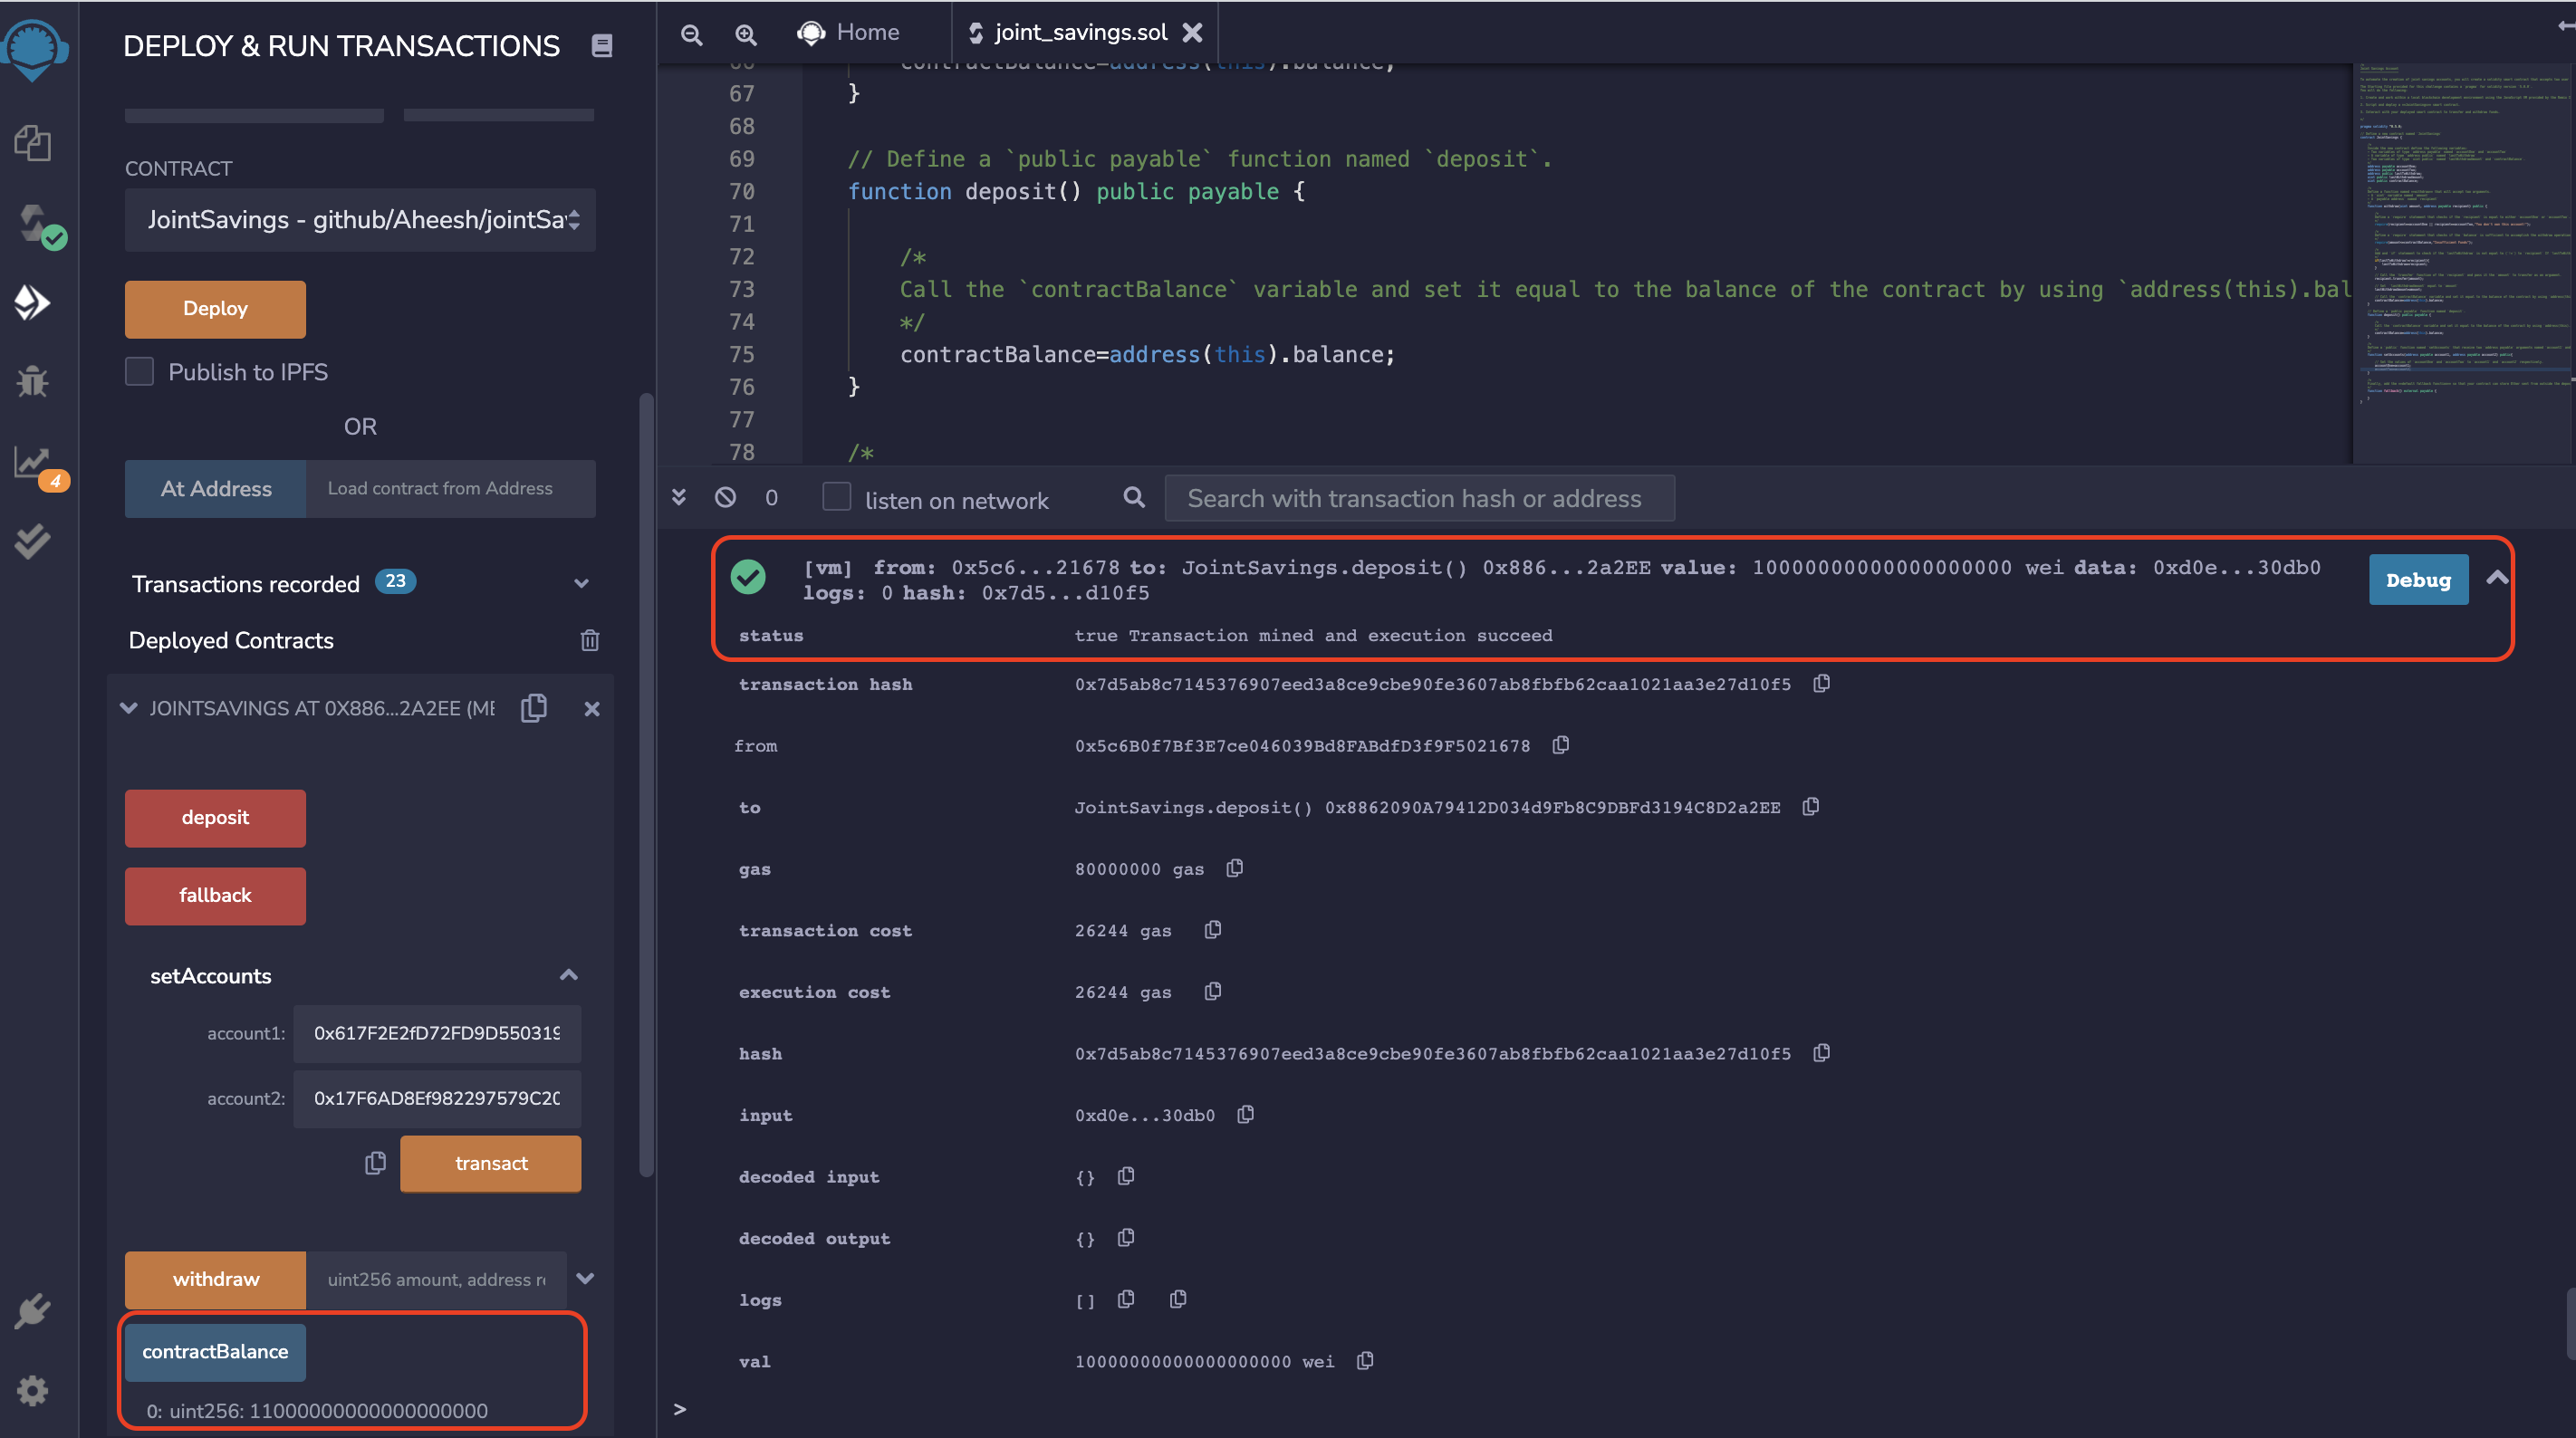 DEPLOY & RUN TRANSACTIONS
CONTRACT
JointSavings - github/Aheesh/jointSa
Deploy
Publish to IPFS
OR
At Address
Load contract from Address
Transactions recorded 23
Deployed Contracts
JOINTSAVINGS AT 0X886...2A2EE (ME
deposit
fallback
setAccounts
account1: 0x617F2E2fD72FD9D550319
account2: 0x17F6AD8Ef982297579C20
transact
withdraw
uint256 amount, address re
contractBalance
0: uint256: 11000000000000000000
4
Home
joint_savings.sol
66 contractBalance=address(this).balance;
67 }
68
69 // Define a `public payable` function named `deposit`.
70 function deposit() public payable {
71
72 /*
73 Call the `contractBalance` variable and set it equal to the balance of the contract by using `address(this).bal
74 */
75 contractBalance=address(this).balance;
76 }
77
78 /*
0
listen on network
Search with transaction hash or address
[vm] from: 0x5c6...21678 to: JointSavings.deposit() 0x886...2a2EE value: 10000000000000000000 wei data: 0xd0e...30db0
logs: 0 hash: 0x7d5...d10f5
Debug
status true Transaction mined and execution succeed
transaction hash 0x7d5ab8c7145376907eed3a8ce9cbe90fe3607ab8fbfb62caa1021aa3e27d10f5
from 0x5c6B0f7Bf3E7ce046039Bd8FABdfD3f9F5021678
to JointSavings.deposit() 0x8862090A79412D034d9Fb8C9DBFd3194C8D2a2EE
gas 80000000 gas
transaction cost 26244 gas
execution cost 26244 gas
hash 0x7d5ab8c7145376907eed3a8ce9cbe90fe3607ab8fbfb62caa1021aa3e27d10f5
input 0xd0e...30db0
decoded input {}
decoded output {}
logs []
val 10000000000000000000 wei
>